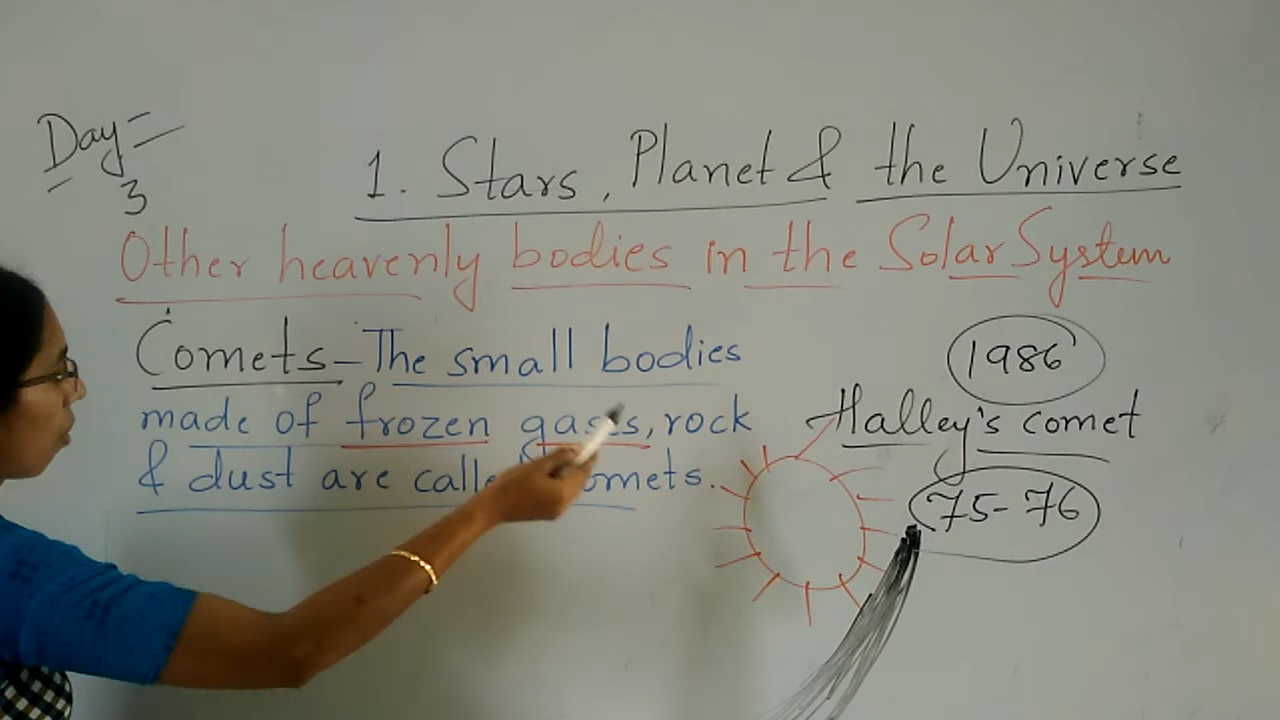 Day 3
1. Stars, Planet & the Universe
Other heavenly bodies in the Solar System
Comets - The small bodies
made of frozen gases, rock
& dust are called comets.
1986
Halley's comet
75-76